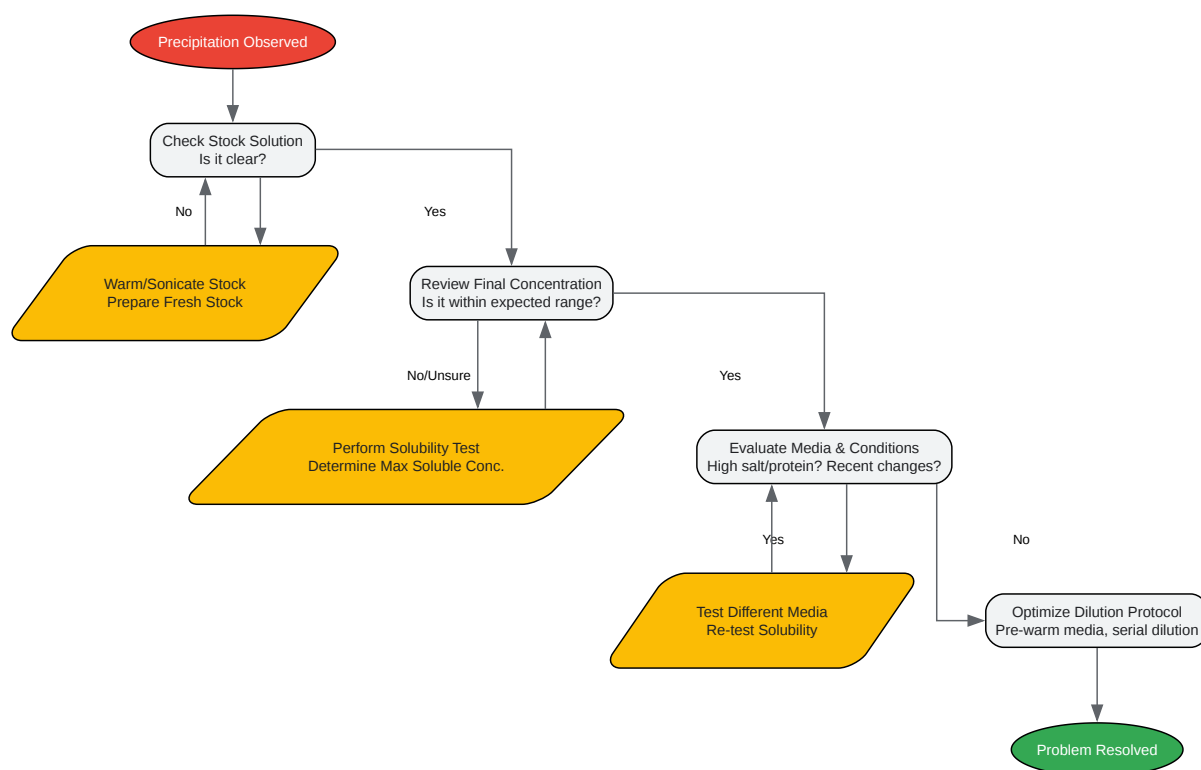 Precipitation Observed
Check Stock Solution
Is it clear?
No
Yes
Warm/Sonicate Stock
Prepare Fresh Stock
Review Final Concentration
Is it within expected range?
No/Unsure
Yes
Perform Solubility Test
Determine Max Soluble Conc.
Evaluate Media & Conditions
High salt/protein? Recent changes?
Yes
No
Test Different Media
Re-test Solubility
Optimize Dilution Protocol
Pre-warm media, serial dilution
Problem Resolved